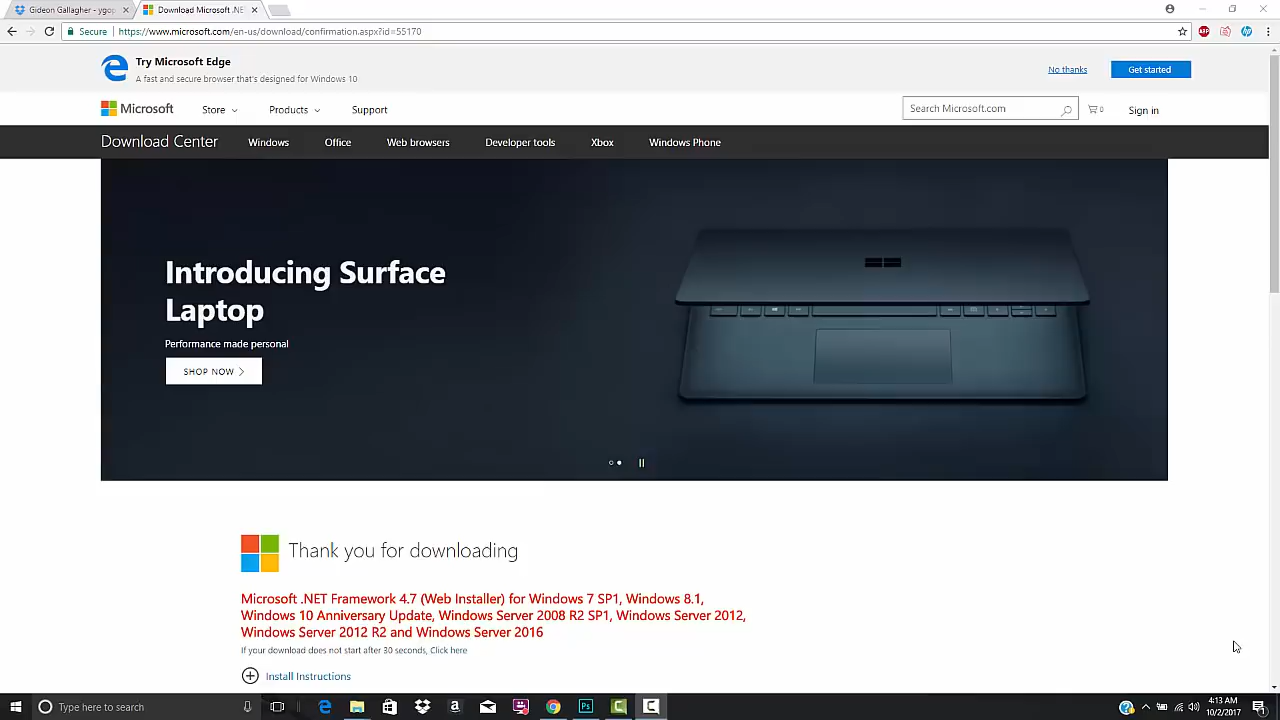 Gideon Gallagher - ygop
Download Microsoft .NE
Secure
https://www.microsoft.com/en-us/download/confirmation.aspx?id=55170
ABP
Try Microsoft Edge
A fast and secure browser that's designed for Windows 10
No thanks
Get started
Microsoft
Store
Products
Support
Search Microsoft.com
0
Sign in
Download Center
Windows
Office
Web browsers
Developer tools
Xbox
Windows Phone
Introducing Surface
Laptop
Performance made personal
SHOP NOW
Thank you for downloading
Microsoft .NET Framework 4.7 (Web Installer) for Windows 7 SP1, Windows 8.1,
Windows 10 Anniversary Update, Windows Server 2008 R2 SP1, Windows Server 2012,
Windows Server 2012 R2 and Windows Server 2016
If your download does not start after 30 seconds, Click here
Install Instructions
Type here to search
Ps
4:13 AM
10/2/2017